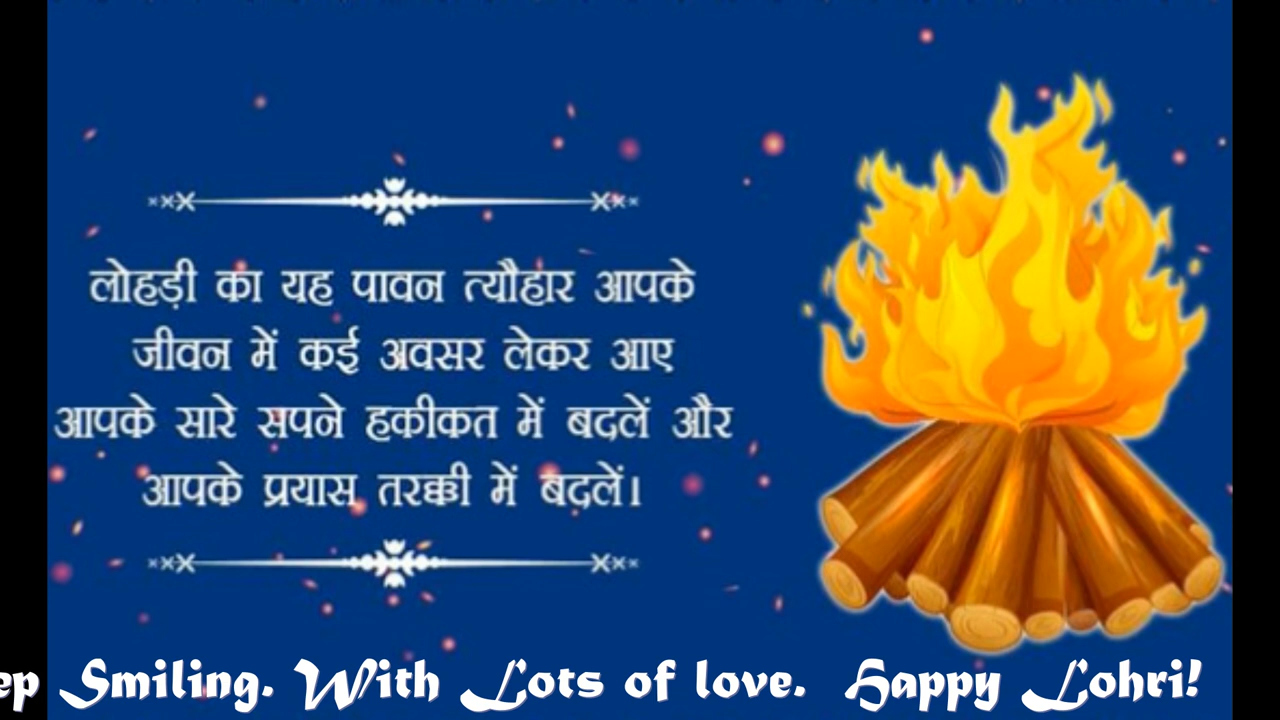 लोहड़ी का यह पावन त्यौहार आपके
जीवन में कई अवसर लेकर आए
आपके सारे सपने हकीकत में बदलें और
आपके प्रयास तरक्की में बदलें।
ep Smiling. With Lots of love. Happy Lohri!